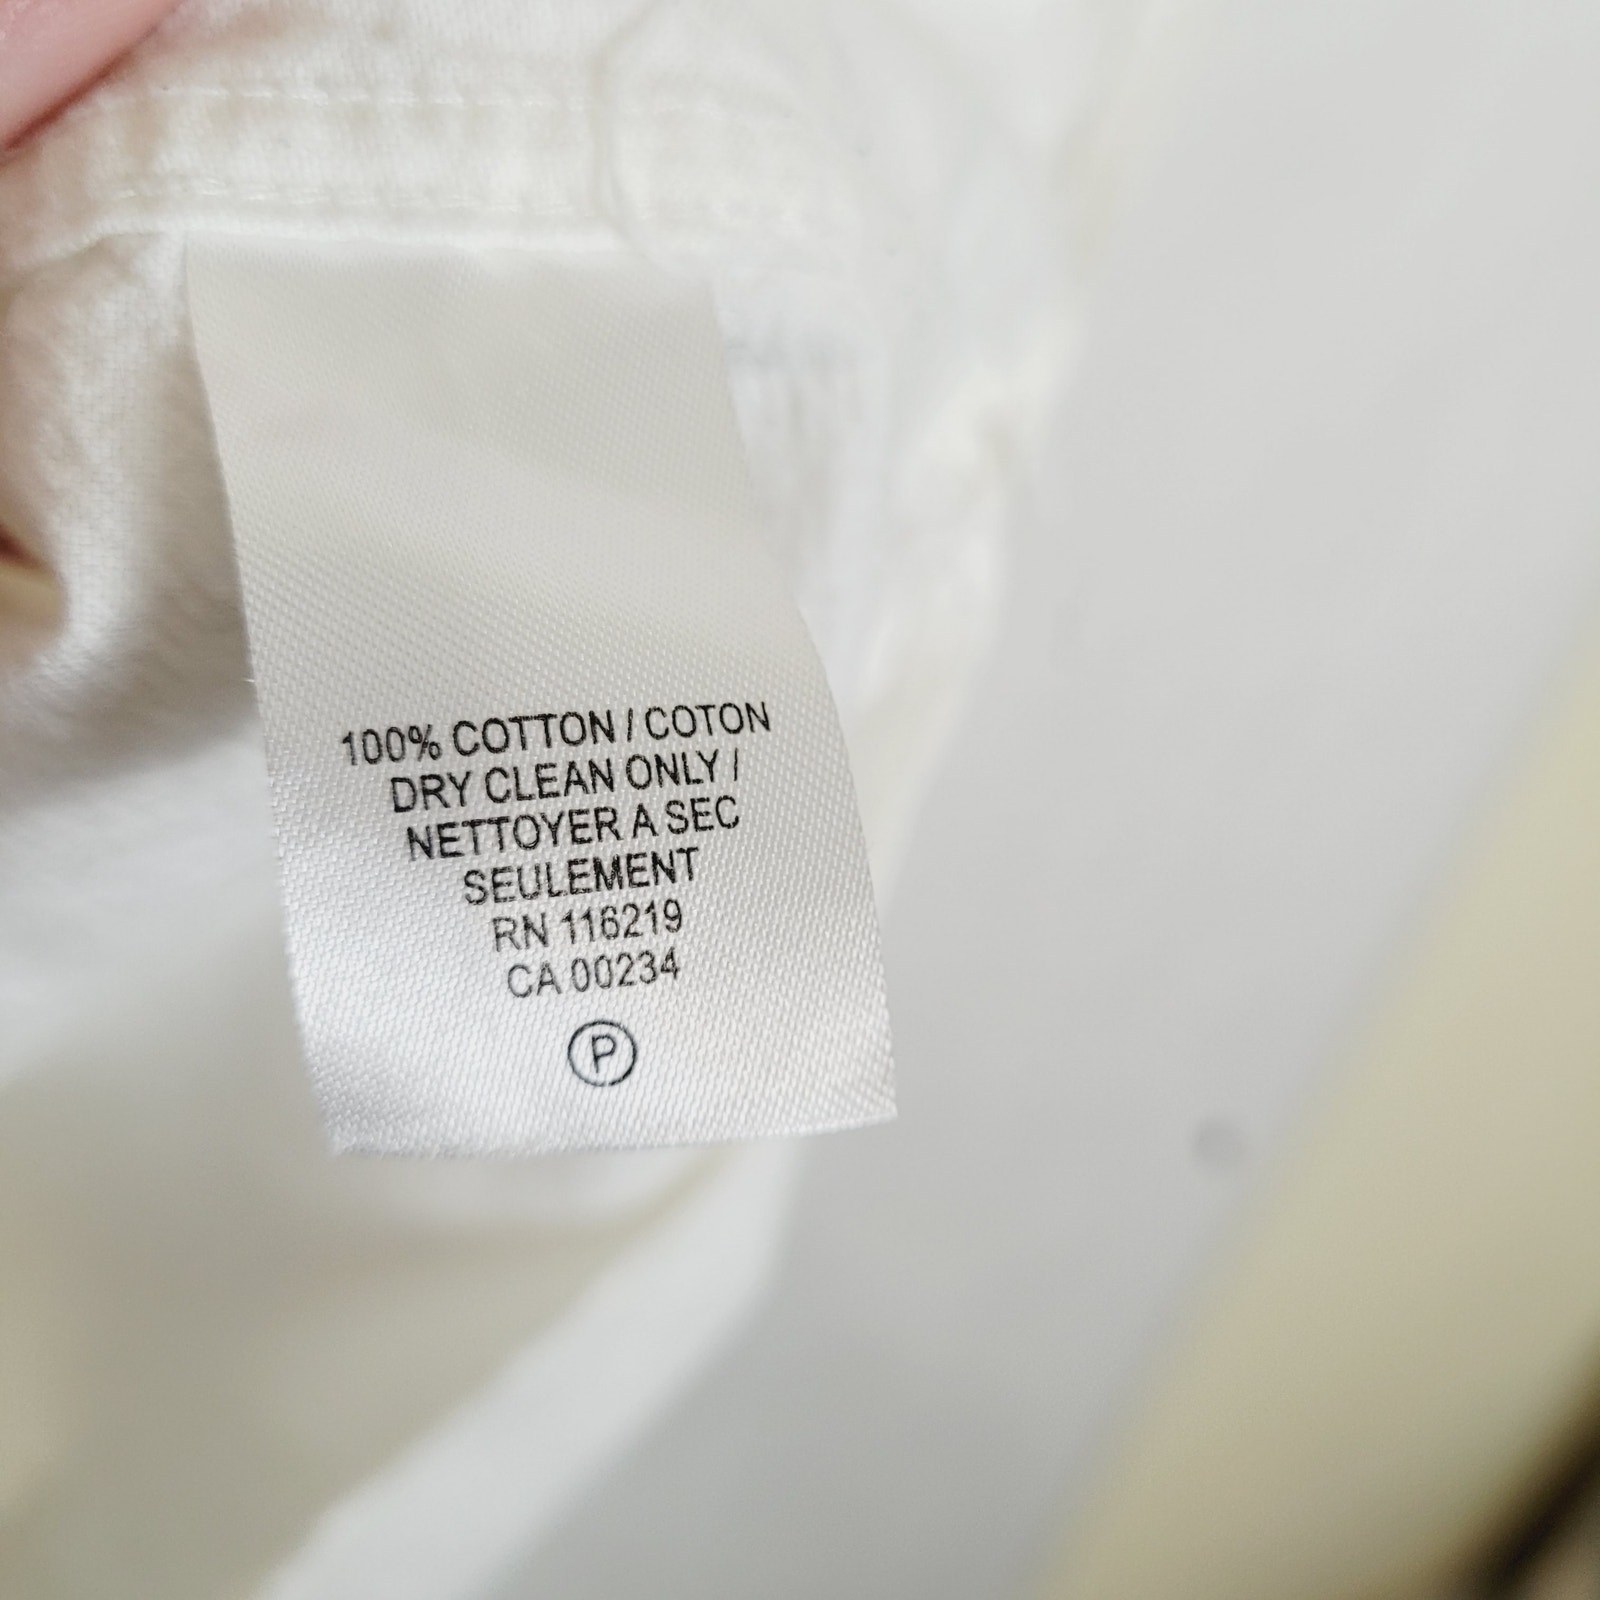 100% COTTON / COTON
DRY CLEAN ONLY /
NETTOYER A SEC
SEULEMENT
RN 116219
CA 00234
P